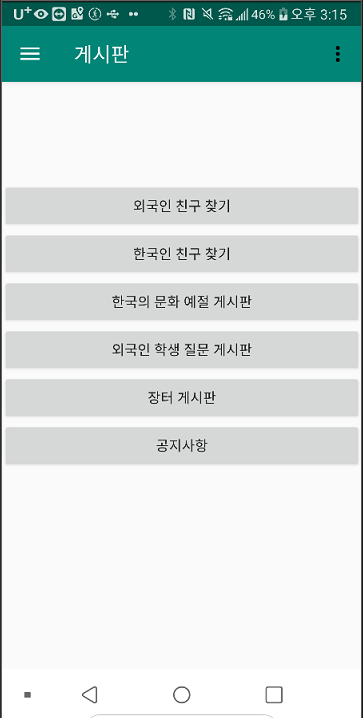 U+ 46% 오후 3:15
게시판
외국인 친구 찾기
한국인 친구 찾기
한국의 문화 예절 게시판
외국인 학생 질문 게시판
장터 게시판
공지사항